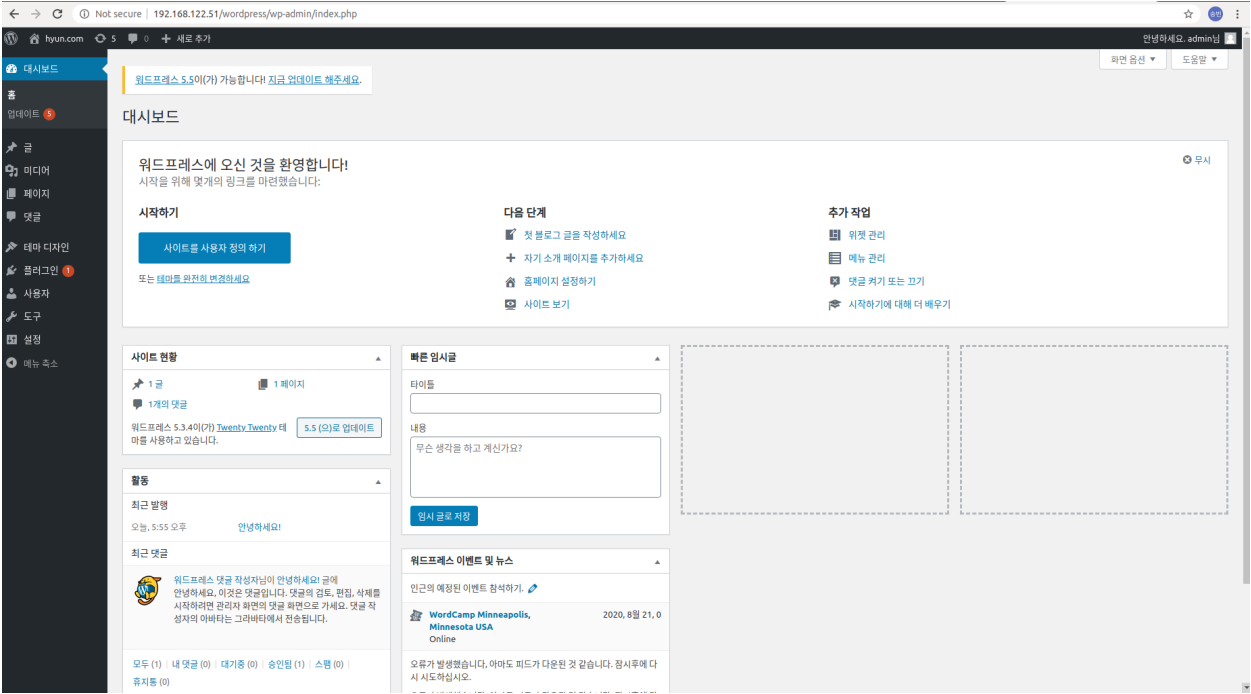 Not secure | 192.168.122.51/wordpress/wp-admin/index.php
승빈
hyun.com 5 0 새로 추가
안녕하세요. admin님
대시보드
홈
업데이트 5
글
미디어
페이지
댓글
테마 디자인
플러그인 1
사용자
도구
설정
메뉴 축소
화면 옵션 ▼ 도움말 ▼
워드프레스 5.5이(가) 가능합니다! 지금 업데이트 해주세요.
대시보드
워드프레스에 오신 것을 환영합니다!
무시
시작을 위해 몇개의 링크를 마련했습니다:
시작하기
사이트를 사용자 정의 하기
또는 테마를 완전히 변경하세요
다음 단계
첫 블로그 글을 작성하세요
자기 소개 페이지를 추가하세요
홈페이지 설정하기
사이트 보기
추가 작업
위젯 관리
메뉴 관리
댓글 켜기 또는 끄기
시작하기에 대해 더 배우기
사이트 현황
1 글 1 페이지
1개의 댓글
워드프레스 5.3.4이(가) Twenty Twenty 테
마를 사용하고 있습니다.
5.5 (으)로 업데이트
활동
최근 발행
오늘, 5:55 오후 안녕하세요!
최근 댓글
워드프레스 댓글 작성자님이 안녕하세요! 글에
안녕하세요, 이것은 댓글입니다. 댓글의 검토, 편집, 삭제를
시작하려면 관리자 화면의 댓글 화면으로 가세요. 댓글 작
성자의 아바타는 그라바타에서 전송됩니다.
모두 (1) | 내 댓글 (0) | 대기중 (0) | 승인됨 (1) | 스팸 (0) |
휴지통 (0)
빠른 임시글
타이틀
내용
무슨 생각을 하고 계신가요?
임시 글로 저장
워드프레스 이벤트 및 뉴스
인근의 예정된 이벤트 참석하기.
WordCamp Minneapolis, 2020, 8월 21, 0
Minnesota USA
Online
오류가 발생했습니다, 아마도 피드가 다운된 것 같습니다. 잠시후에 다
시 시도하십시오.